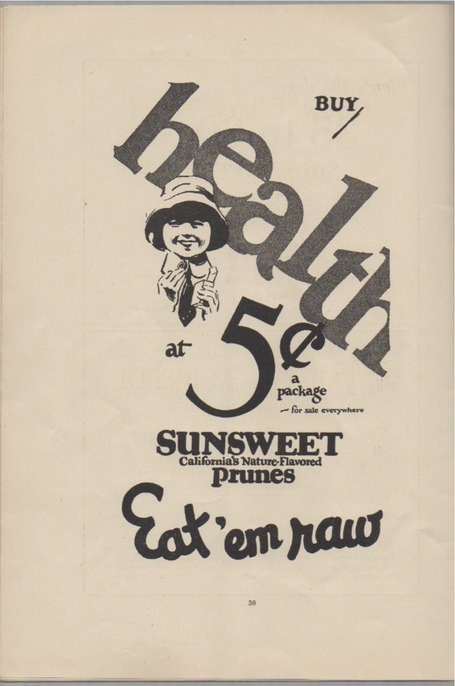 BUY
health
at 5¢
a
package
— for sale everywhere
SUNSWEET
California's Nature-Flavored
Prunes
Eat 'em raw
30